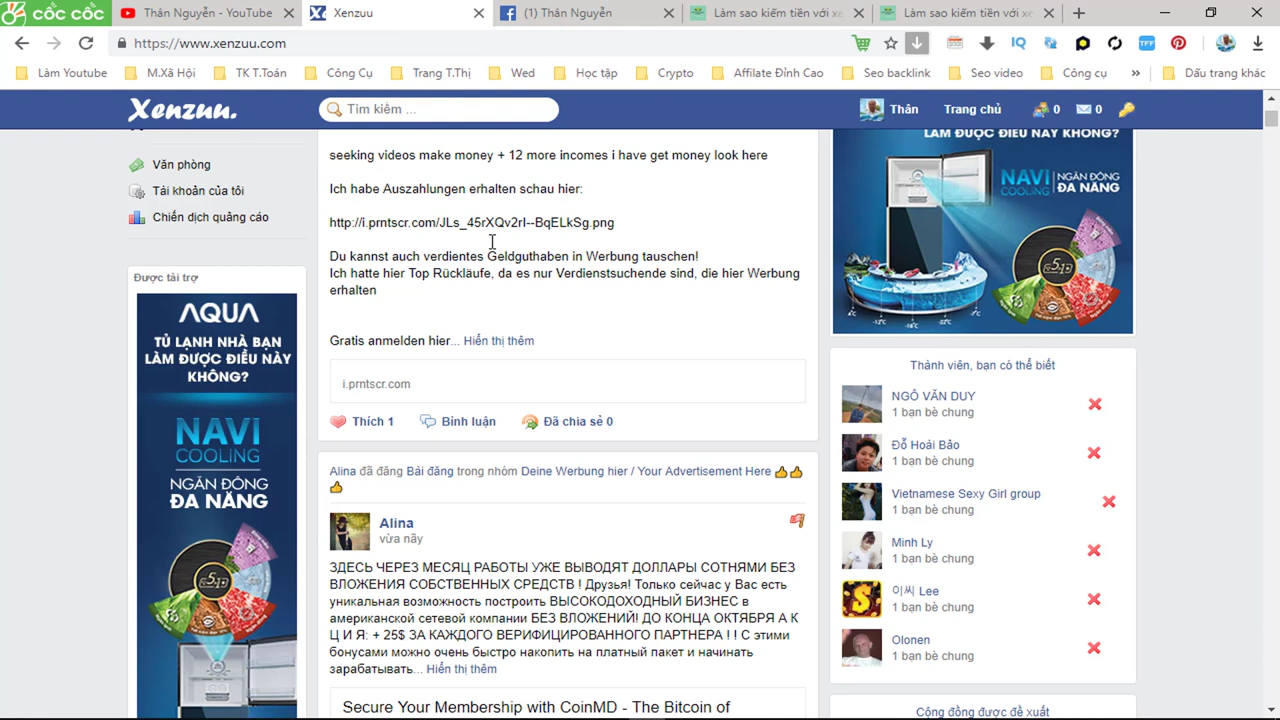 cốc cốc
Thân Nguyễn - YouTube
Xenzuu
(1) Thân Nguyễn
Làm sao kiếm tiền với xe
Làm sao kiếm tiền với xe
https://www.xenzuu.com
Làm Youtube
M.Xã Hội
TK T.Toán
Công Cụ
Trang T.Thị
Wed
Học tập
Crypto
Affilate Đỉnh Cao
Seo backlink
Seo video
Công cụ
Dấu trang khác
Xenzuu.
Tìm kiếm ...
Thân
Trang chủ
0
0
Văn phòng
Tài khoản của tôi
Chiến dịch quảng cáo
Được tài trợ
AQUA
TỦ LẠNH NHÀ BẠN
LÀM ĐƯỢC ĐIỀU NÀY
KHÔNG?
NAVI
COOLING
NGĂN ĐÔNG
ĐA NĂNG
seeking videos make money + 12 more incomes i have get money look here
Ich habe Auszahlungen erhalten schau hier:
http://i.prntscr.com/JLs_45rXQv2rI--BqELkSg.png
Du kannst auch verdientes Geldguthaben in Werbung tauschen!
Ich hatte hier Top Rückläufe, da es nur Verdienstsuchende sind, die hier Werbung
erhalten
Gratis anmelden hier... Hiển thị thêm
i.prntscr.com
Thích 1
Bình luận
Đã chia sẻ 0
Alina đã đăng Bài đăng trong nhóm Deine Werbung hier / Your Advertisement Here
Alina
vừa nãy
ЗДЕСЬ ЧЕРЕЗ МЕСЯЦ РАБОТЫ УЖЕ ВЫВОДЯТ ДОЛЛАРЫ СОТНЯМИ БЕЗ
ВЛОЖЕНИЯ СОБСТВЕННЫХ СРЕДСТВ ! Друзья! Только сейчас у Вас есть
уникальная возможность построить ВЫСОКОДОХОДНЫЙ БИЗНЕС в
американской сетевой компании БЕЗ ВЛОЖЕНИЙ! ДО КОНЦА ОКТЯБРЯ А К
Ц И Я: + 25$ ЗА КАЖДОГО ВЕРИФИЦИРОВАННОГО ПАРТНЕРА ! ! С этими
бонусами можно очень быстро накопить на платный пакет и начинать
зарабатывать... Hiển thị thêm
Secure Your Membership with CoinMD - The Bitcoin of
LÀM ĐƯỢC ĐIỀU NÀY KHÔNG?
NAVI
COOLING
NGĂN ĐÔNG
ĐA NĂNG
Thành viên, bạn có thể biết
NGÔ VĂN DUY
1 bạn bè chung
Đỗ Hoài Bảo
1 bạn bè chung
Vietnamese Sexy Girl group
1 bạn bè chung
Minh Ly
1 bạn bè chung
이씨 Lee
1 bạn bè chung
Olonen
1 bạn bè chung
Cộng đồng được đề xuất